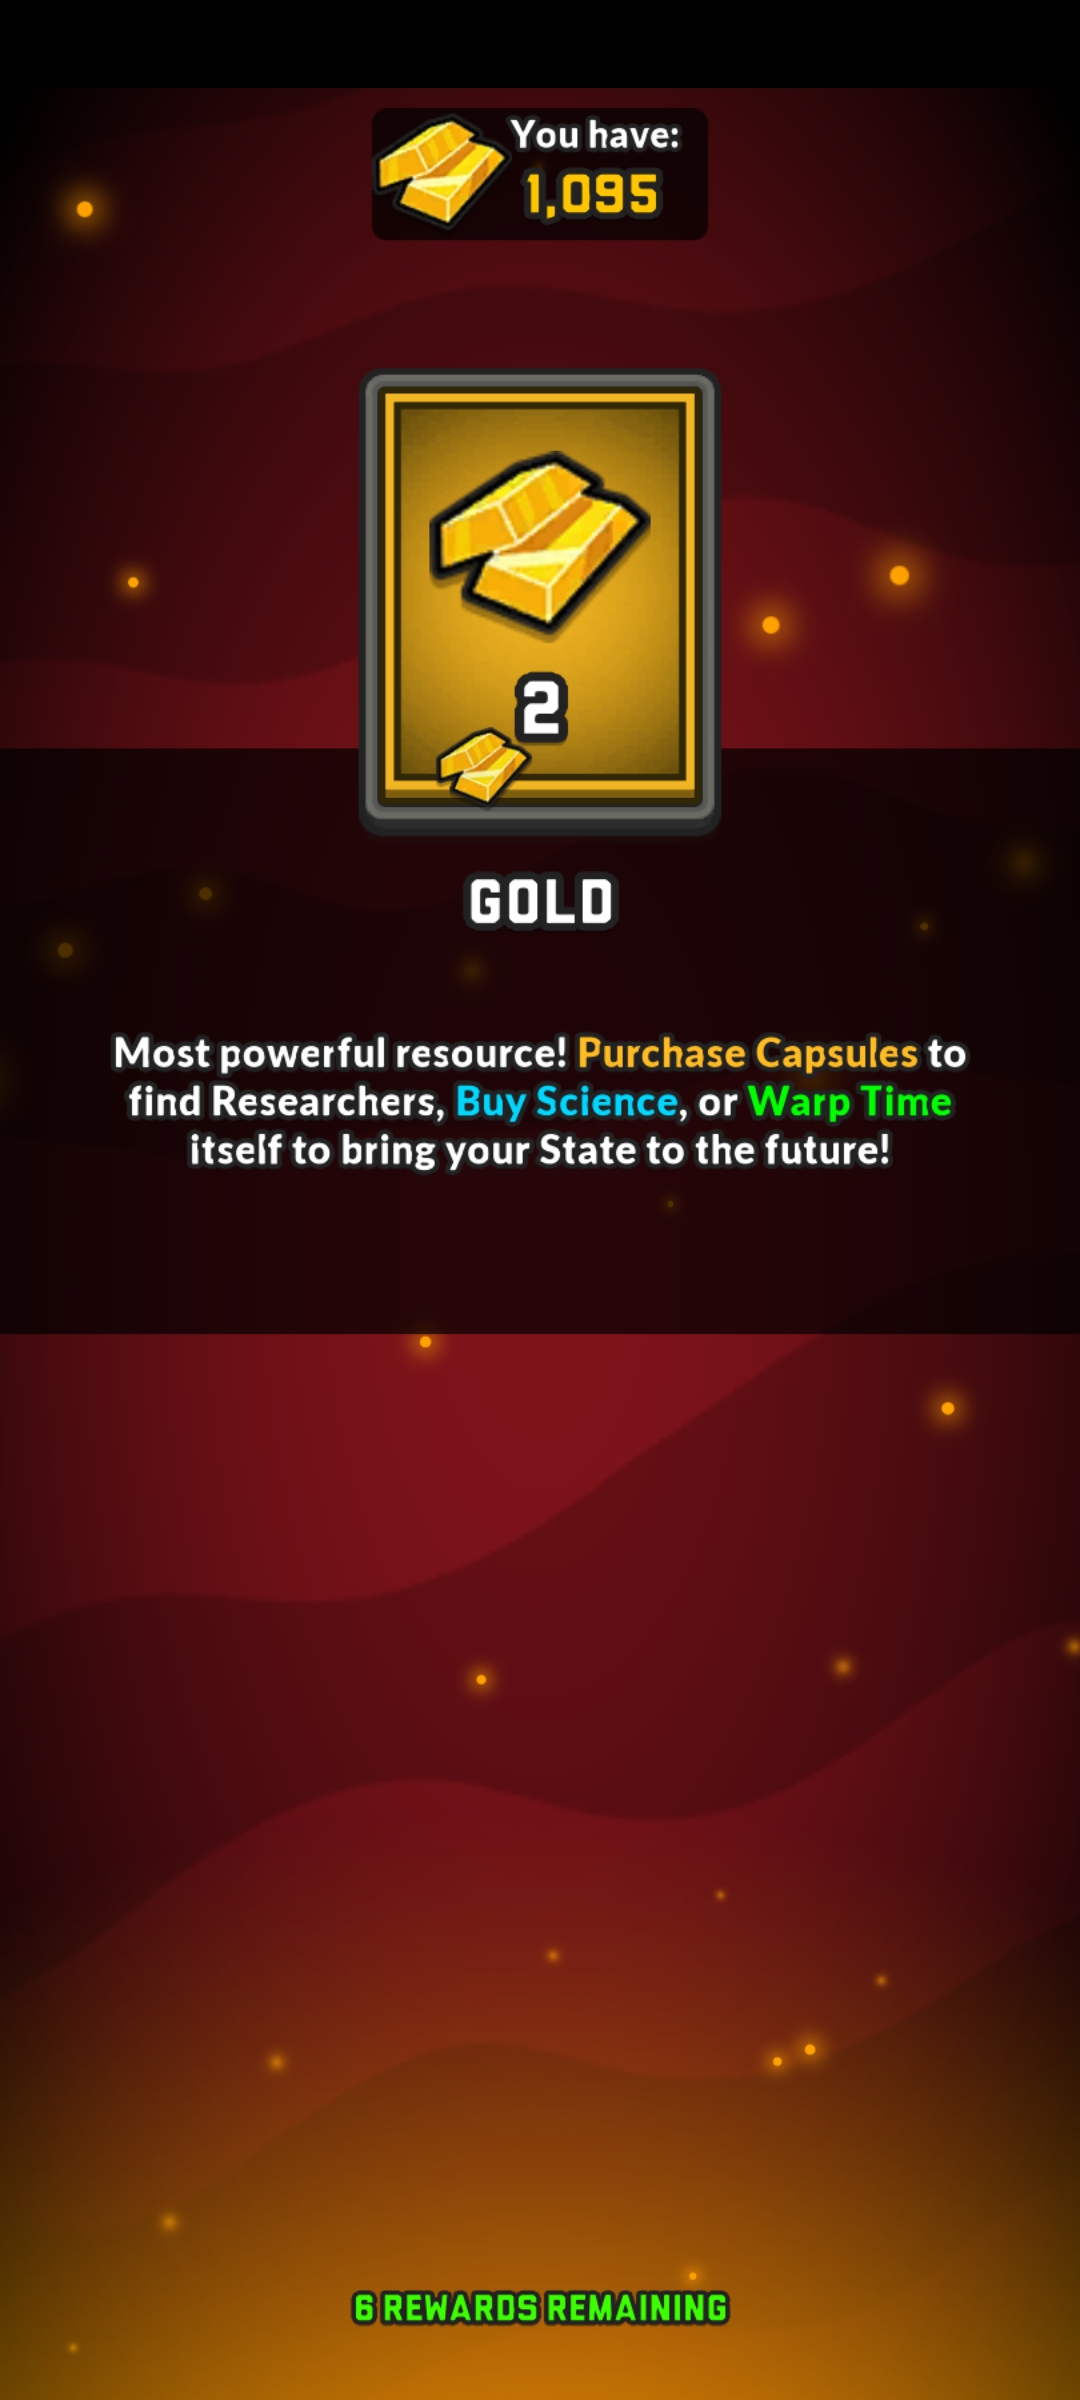 You have:
1,095
2
GOLD
Most powerful resource! Purchase Capsules to
find Researchers, Buy Science, or Warp Time
itself to bring your State to the future!
6 REWARDS REMAINING